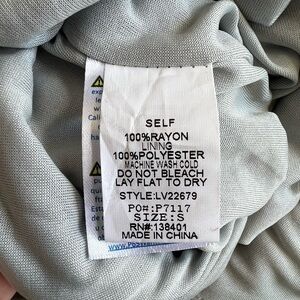 SELF
100%RAYON
LINING
100%POLYESTER
MACHINE WASH COLD
DO NOT BLEACH
LAY FLAT TO DRY
STYLE:LV22679
PO#:P7117
SIZE:S
RN#:138401
MADE IN CHINA